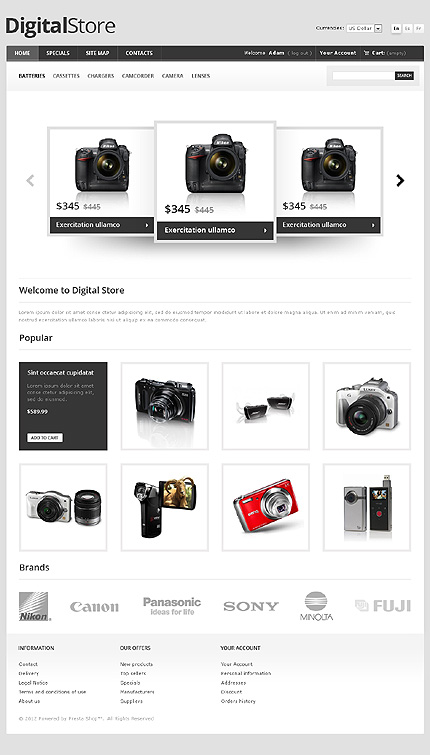 DigitalStore
Currencies: US Dollar En Es Fr
HOME SPECIALS SITE MAP CONTACTS Welcome Adam ( log out ) Your Account Cart: (empty)
BATTERIES CASSETTES CHARGERS CAMCORDER CAMERA LENSES SEARCH
$345 $445
Exercitation ullamco
$345 $445
Exercitation ullamco
$345 $445
Exercitation ullamco
Welcome to Digital Store
Lorem ipsum dolor sit amet conse ctetur adipisicing elit, sed do eiusmod tempor incididunt ut labore et dolore magna aliqua. Ut enim ad minim veniam, quis
nostrud exercitation ullamco laboris nisi ut aliquip ex ea commodo consequat.
Popular
Sint occaecat cupidatat
Lorem ipsum dolor sit amet
conse ctetur adipisicing elit,
sed do eiusmod.
$589.99
ADD TO CART
Brands
Nikon
Canon
Panasonic
ideas for life
SONY
MINOLTA
FUJI
INFORMATION
Contact
Delivery
Legal Notice
Terms and conditions of use
About us
OUR OFFERS
New products
Top sellers
Specials
Manufacturers
Suppliers
YOUR ACCOUNT
Your Account
Personal information
Addresses
Discount
Orders history
© 2012 Powered by Presta Shop™. All Rights Reserved